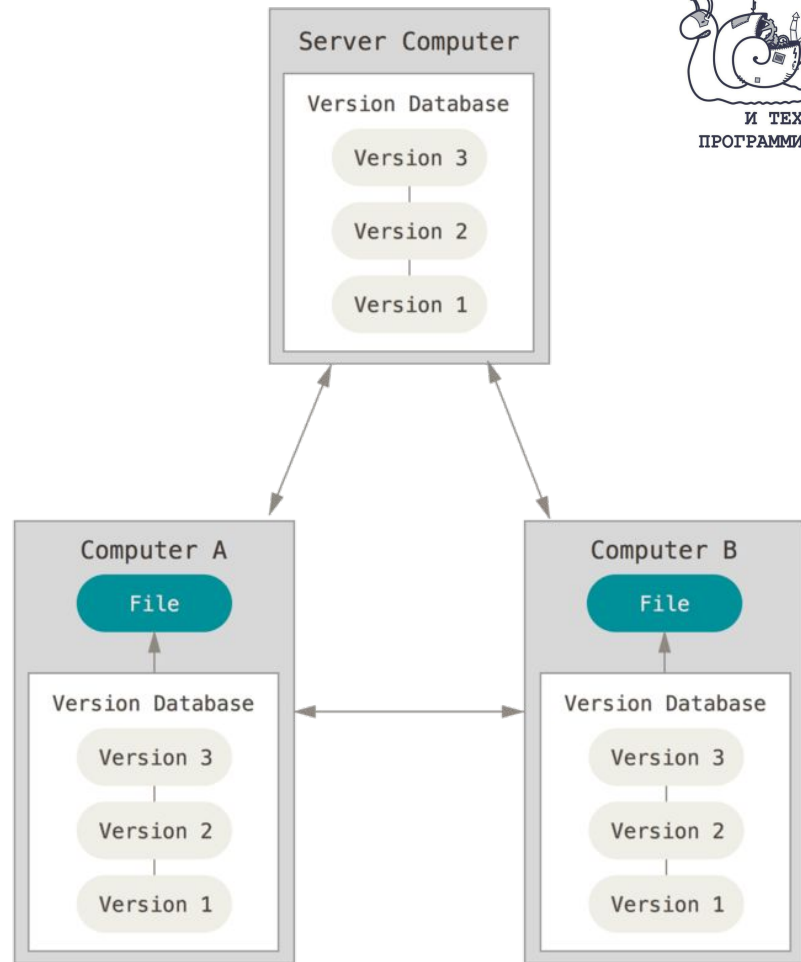 Server Computer
Version Database
Version 3
Version 2
Version 1
И ТЕХ
ПРОГРАММИ
Computer A
File
Version Database
Version 3
Version 2
Version 1
Computer B
File
Version Database
Version 3
Version 2
Version 1